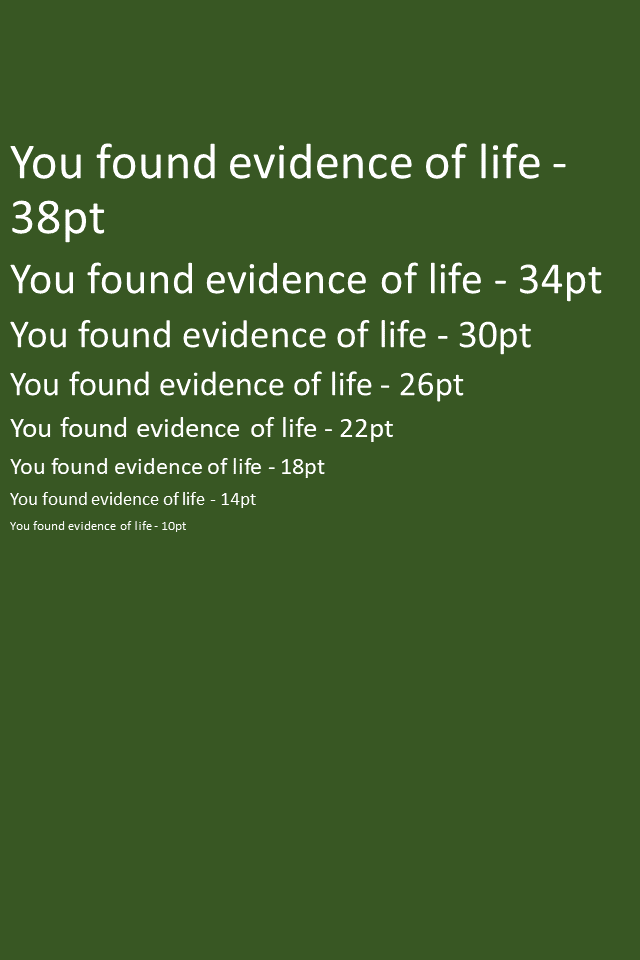 You found evidence of life -
38pt
You found evidence of life - 34pt
You found evidence of life - 30pt
You found evidence of life - 26pt
You found evidence of life - 22pt
You found evidence of life - 18pt
You found evidence of life - 14pt
You found evidence of life - 10pt